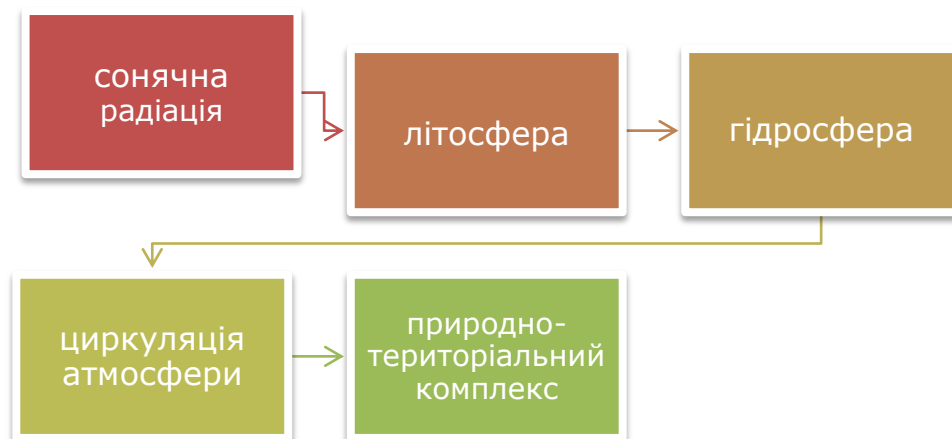 сонячна
радіація
літосфера
гідросфера
циркуляція
атмосфери
природно-
територіальний
комплекс